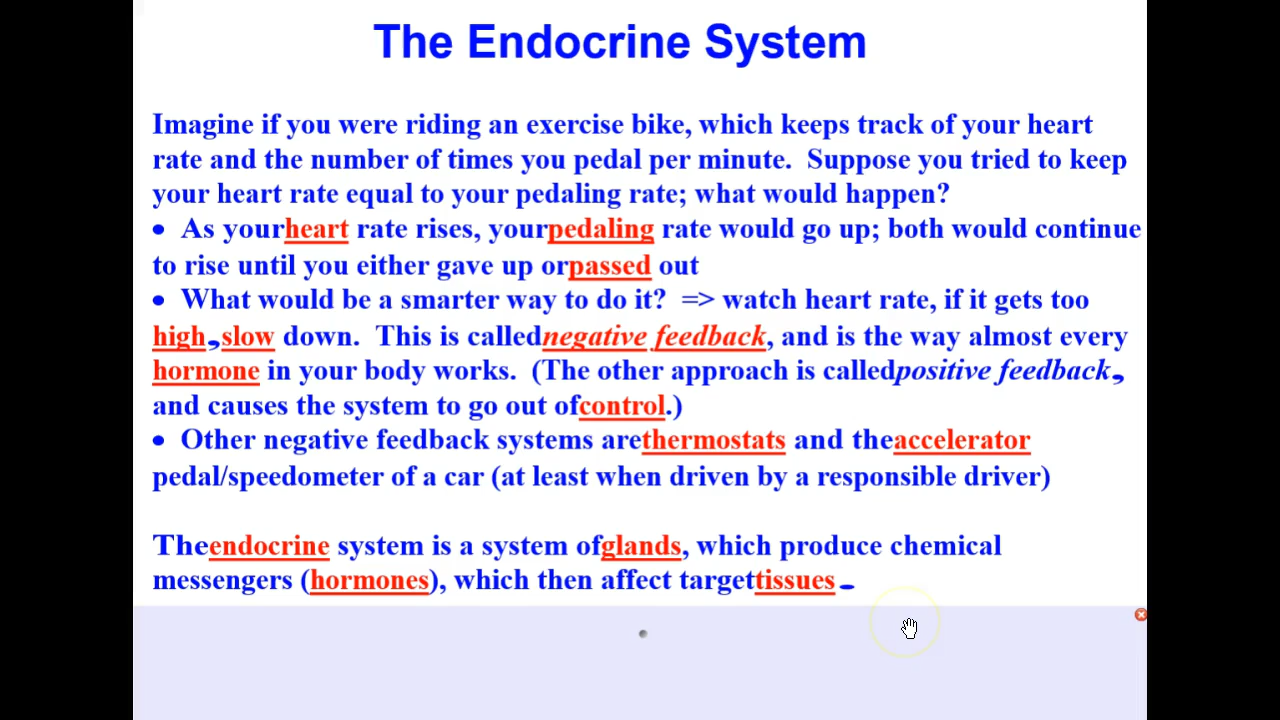 The Endocrine System
Imagine if you were riding an exercise bike, which keeps track of your heart
rate and the number of times you pedal per minute. Suppose you tried to keep
your heart rate equal to your pedaling rate; what would happen?
• As your heart rate rises, your pedaling rate would go up; both would continue
to rise until you either gave up or passed out
• What would be a smarter way to do it? => watch heart rate, if it gets too
high, slow down. This is called negative feedback, and is the way almost every
hormone in your body works. (The other approach is called positive feedback,
and causes the system to go out of control.)
• Other negative feedback systems are thermostats and the accelerator
pedal/speedometer of a car (at least when driven by a responsible driver)
The endocrine system is a system of glands, which produce chemical
messengers (hormones), which then affect target tissues.